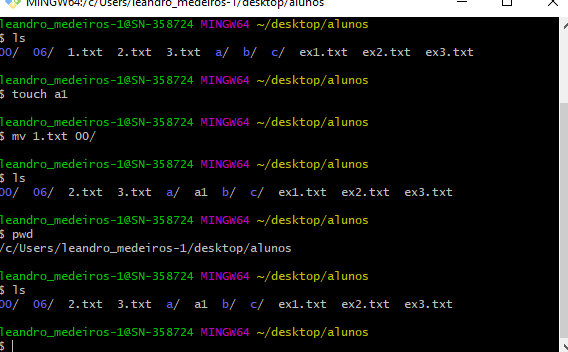 MINGW64:/c/Users/leandro_medeiros-1/desktop/alunos
leandro_medeiros-1@SN-358724 MINGW64 ~/desktop/alunos
$ ls
00/  06/  1.txt  2.txt  3.txt  a/  b/  c/  ex1.txt  ex2.txt  ex3.txt
leandro_medeiros-1@SN-358724 MINGW64 ~/desktop/alunos
$ touch a1
leandro_medeiros-1@SN-358724 MINGW64 ~/desktop/alunos
$ mv 1.txt 00/
leandro_medeiros-1@SN-358724 MINGW64 ~/desktop/alunos
$ ls
00/  06/  2.txt  3.txt  a/  a1  b/  c/  ex1.txt  ex2.txt  ex3.txt
leandro_medeiros-1@SN-358724 MINGW64 ~/desktop/alunos
$ pwd
/c/Users/leandro_medeiros-1/desktop/alunos
leandro_medeiros-1@SN-358724 MINGW64 ~/desktop/alunos
$ ls
00/  06/  2.txt  3.txt  a/  a1  b/  c/  ex1.txt  ex2.txt  ex3.txt
leandro_medeiros-1@SN-358724 MINGW64 ~/desktop/alunos
$